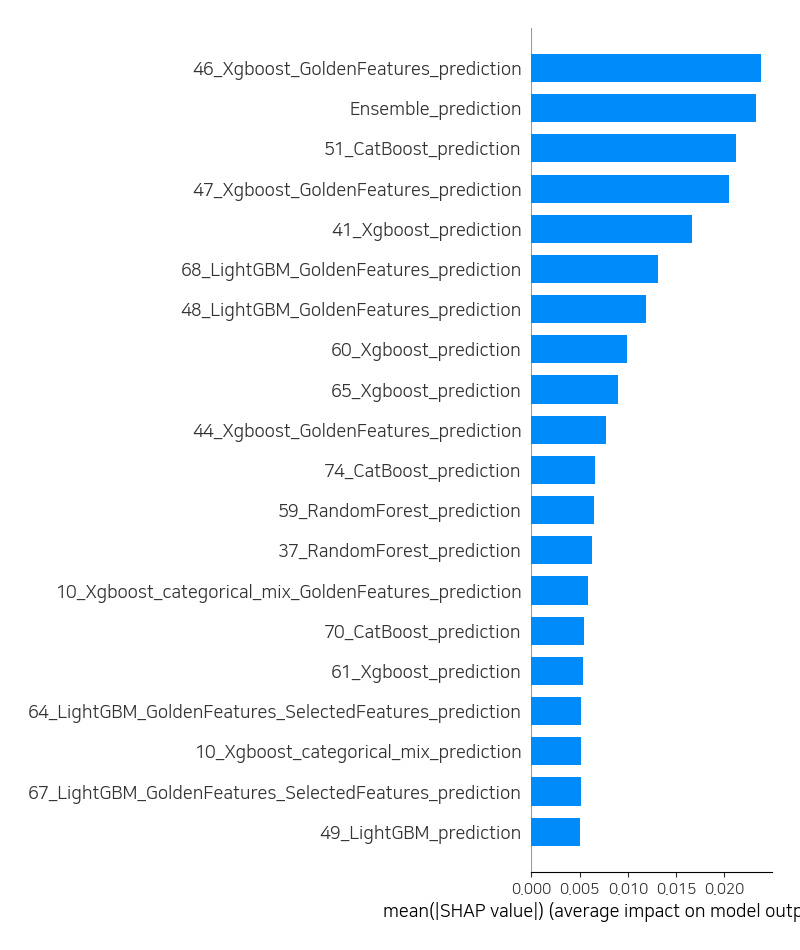 46_Xgboost_GoldenFeatures_prediction
Ensemble_prediction
51_CatBoost_prediction
47_Xgboost_GoldenFeatures_prediction
41_Xgboost_prediction
68_LightGBM_GoldenFeatures_prediction
48_LightGBM_GoldenFeatures_prediction
60_Xgboost_prediction
65_Xgboost_prediction
44_Xgboost_GoldenFeatures_prediction
74_CatBoost_prediction
59_RandomForest_prediction
37_RandomForest_prediction
10_Xgboost_categorical_mix_GoldenFeatures_prediction
70_CatBoost_prediction
61_Xgboost_prediction
64_LightGBM_GoldenFeatures_SelectedFeatures_prediction
10_Xgboost_categorical_mix_prediction
67_LightGBM_GoldenFeatures_SelectedFeatures_prediction
49_LightGBM_prediction
0.000 0.005 0.010 0.015 0.020
mean(|SHAP value|) (average impact on model outp